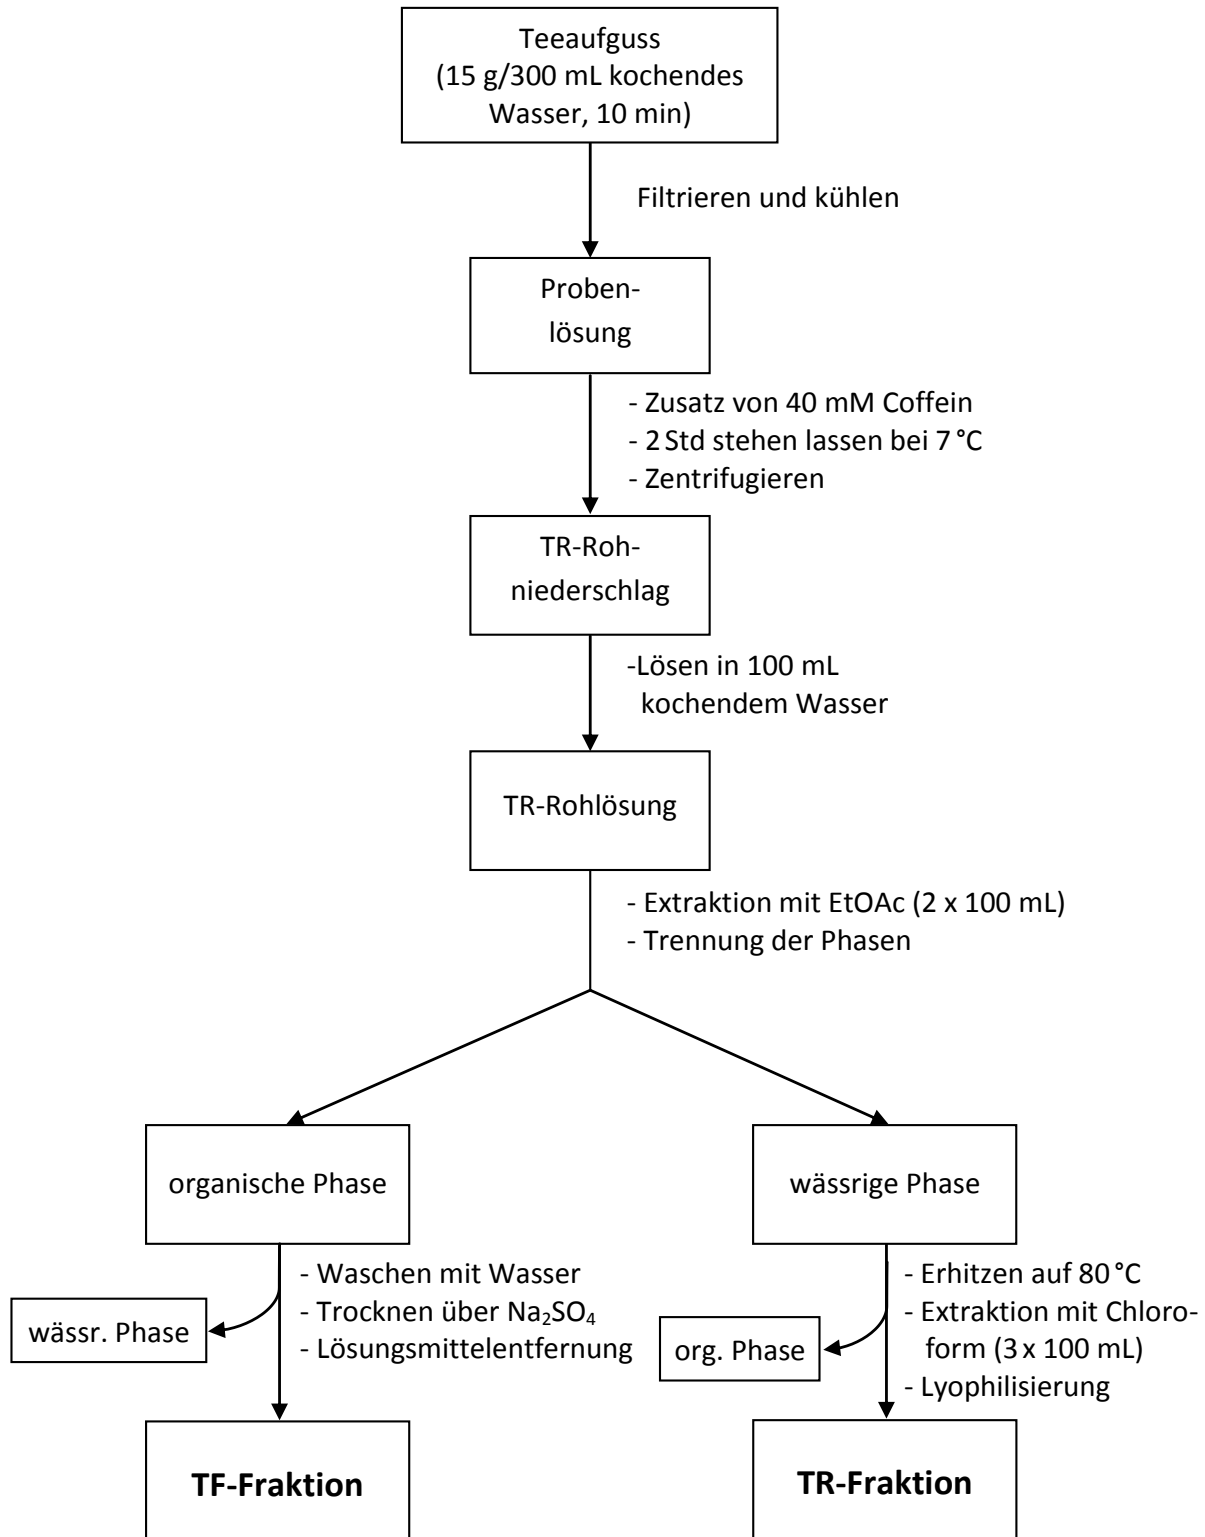 Teeaufguss
(15 g/300 mL kochendes
Wasser, 10 min)
Filtrieren und kühlen
Proben-
lösung
- Zusatz von 40 mM Coffein
- 2 Std stehen lassen bei 7 °C
- Zentrifugieren
TR-Roh-
niederschlag
-Lösen in 100 mL
kochendem Wasser
TR-Rohlösung
- Extraktion mit EtOAc (2 x 100 mL)
- Trennung der Phasen
organische Phase
- Waschen mit Wasser
- Trocknen über Na₂SO₄
- Lösungsmittelentfernung
wässr. Phase
TF-Fraktion
wässrige Phase
- Erhitzen auf 80 °C
- Extraktion mit Chloro-
form (3 x 100 mL)
- Lyophilisierung
org. Phase
TR-Fraktion